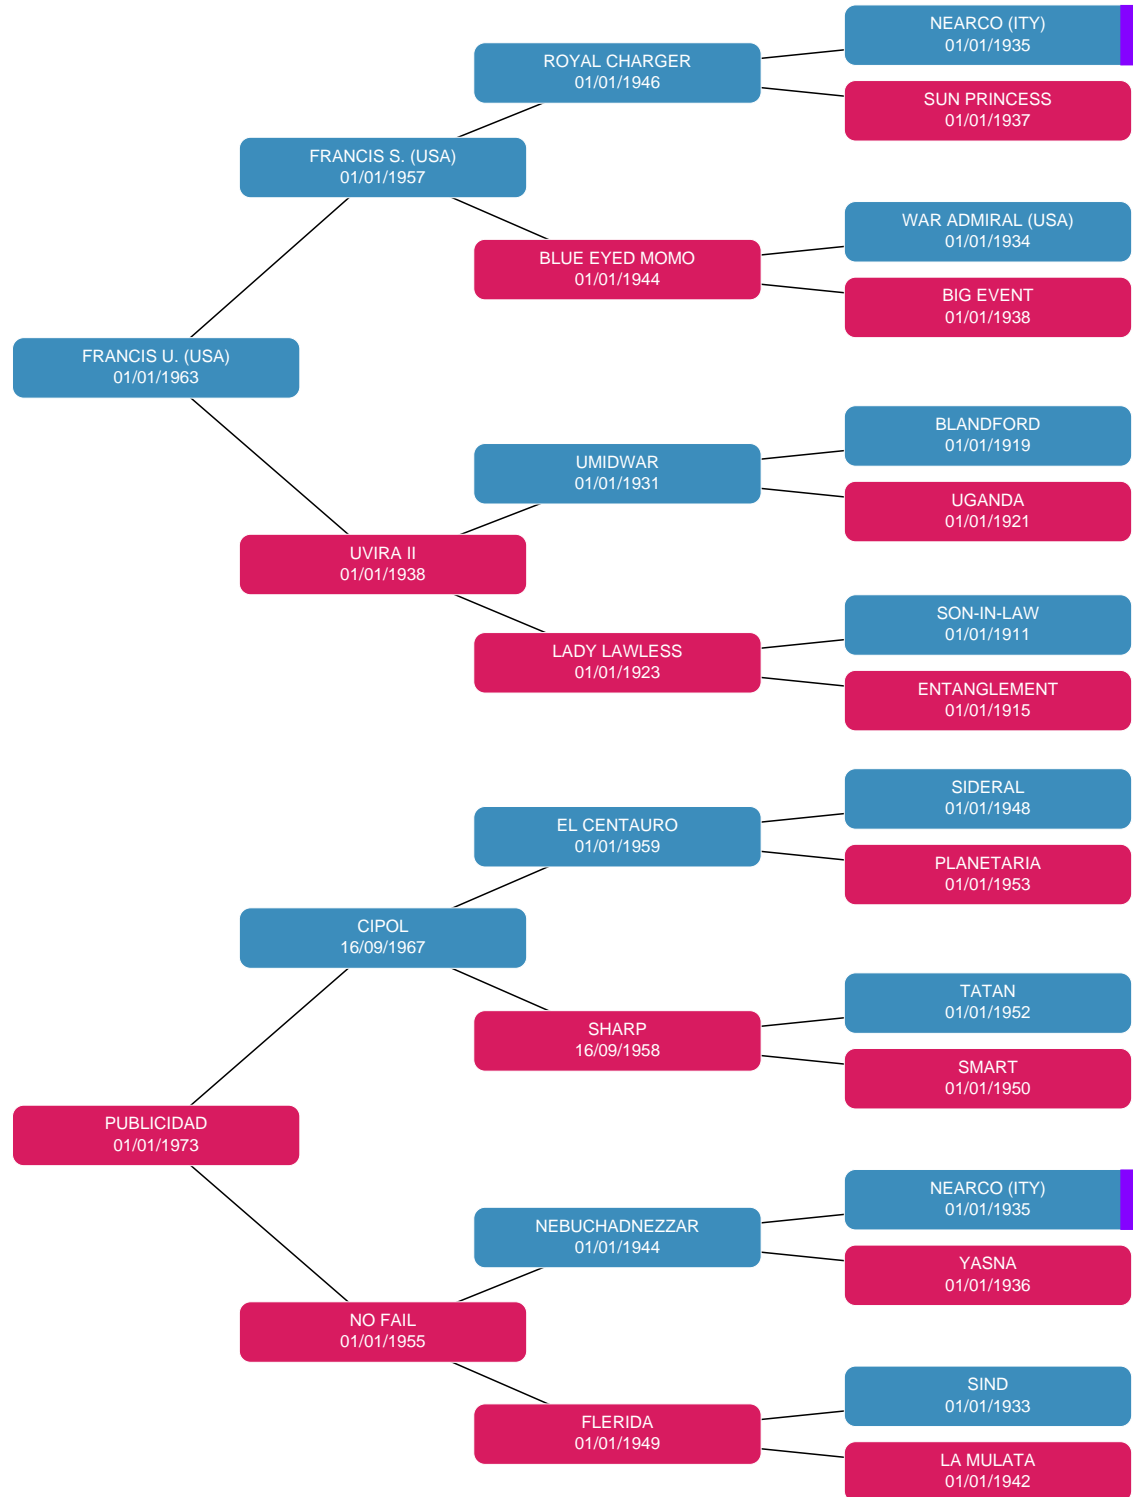 NEARCO (ITY)
01/01/1935
ROYAL CHARGER
01/01/1946
SUN PRINCESS
01/01/1937
FRANCIS S. (USA)
01/01/1957
WAR ADMIRAL (USA)
01/01/1934
BLUE EYED MOMO
01/01/1944
BIG EVENT
01/01/1938
FRANCIS U. (USA)
01/01/1963
BLANDFORD
01/01/1919
UMIDWAR
01/01/1931
UGANDA
01/01/1921
UVIRA II
01/01/1938
SON-IN-LAW
01/01/1911
LADY LAWLESS
01/01/1923
ENTANGLEMENT
01/01/1915
SIDERAL
01/01/1948
EL CENTAURO
01/01/1959
PLANETARIA
01/01/1953
CIPOL
16/09/1967
TATAN
01/01/1952
SHARP
16/09/1958
SMART
01/01/1950
PUBLICIDAD
01/01/1973
NEARCO (ITY)
01/01/1935
NEBUCHADNEZZAR
01/01/1944
YASNA
01/01/1936
NO FAIL
01/01/1955
SIND
01/01/1933
FLERIDA
01/01/1949
LA MULATA
01/01/1942